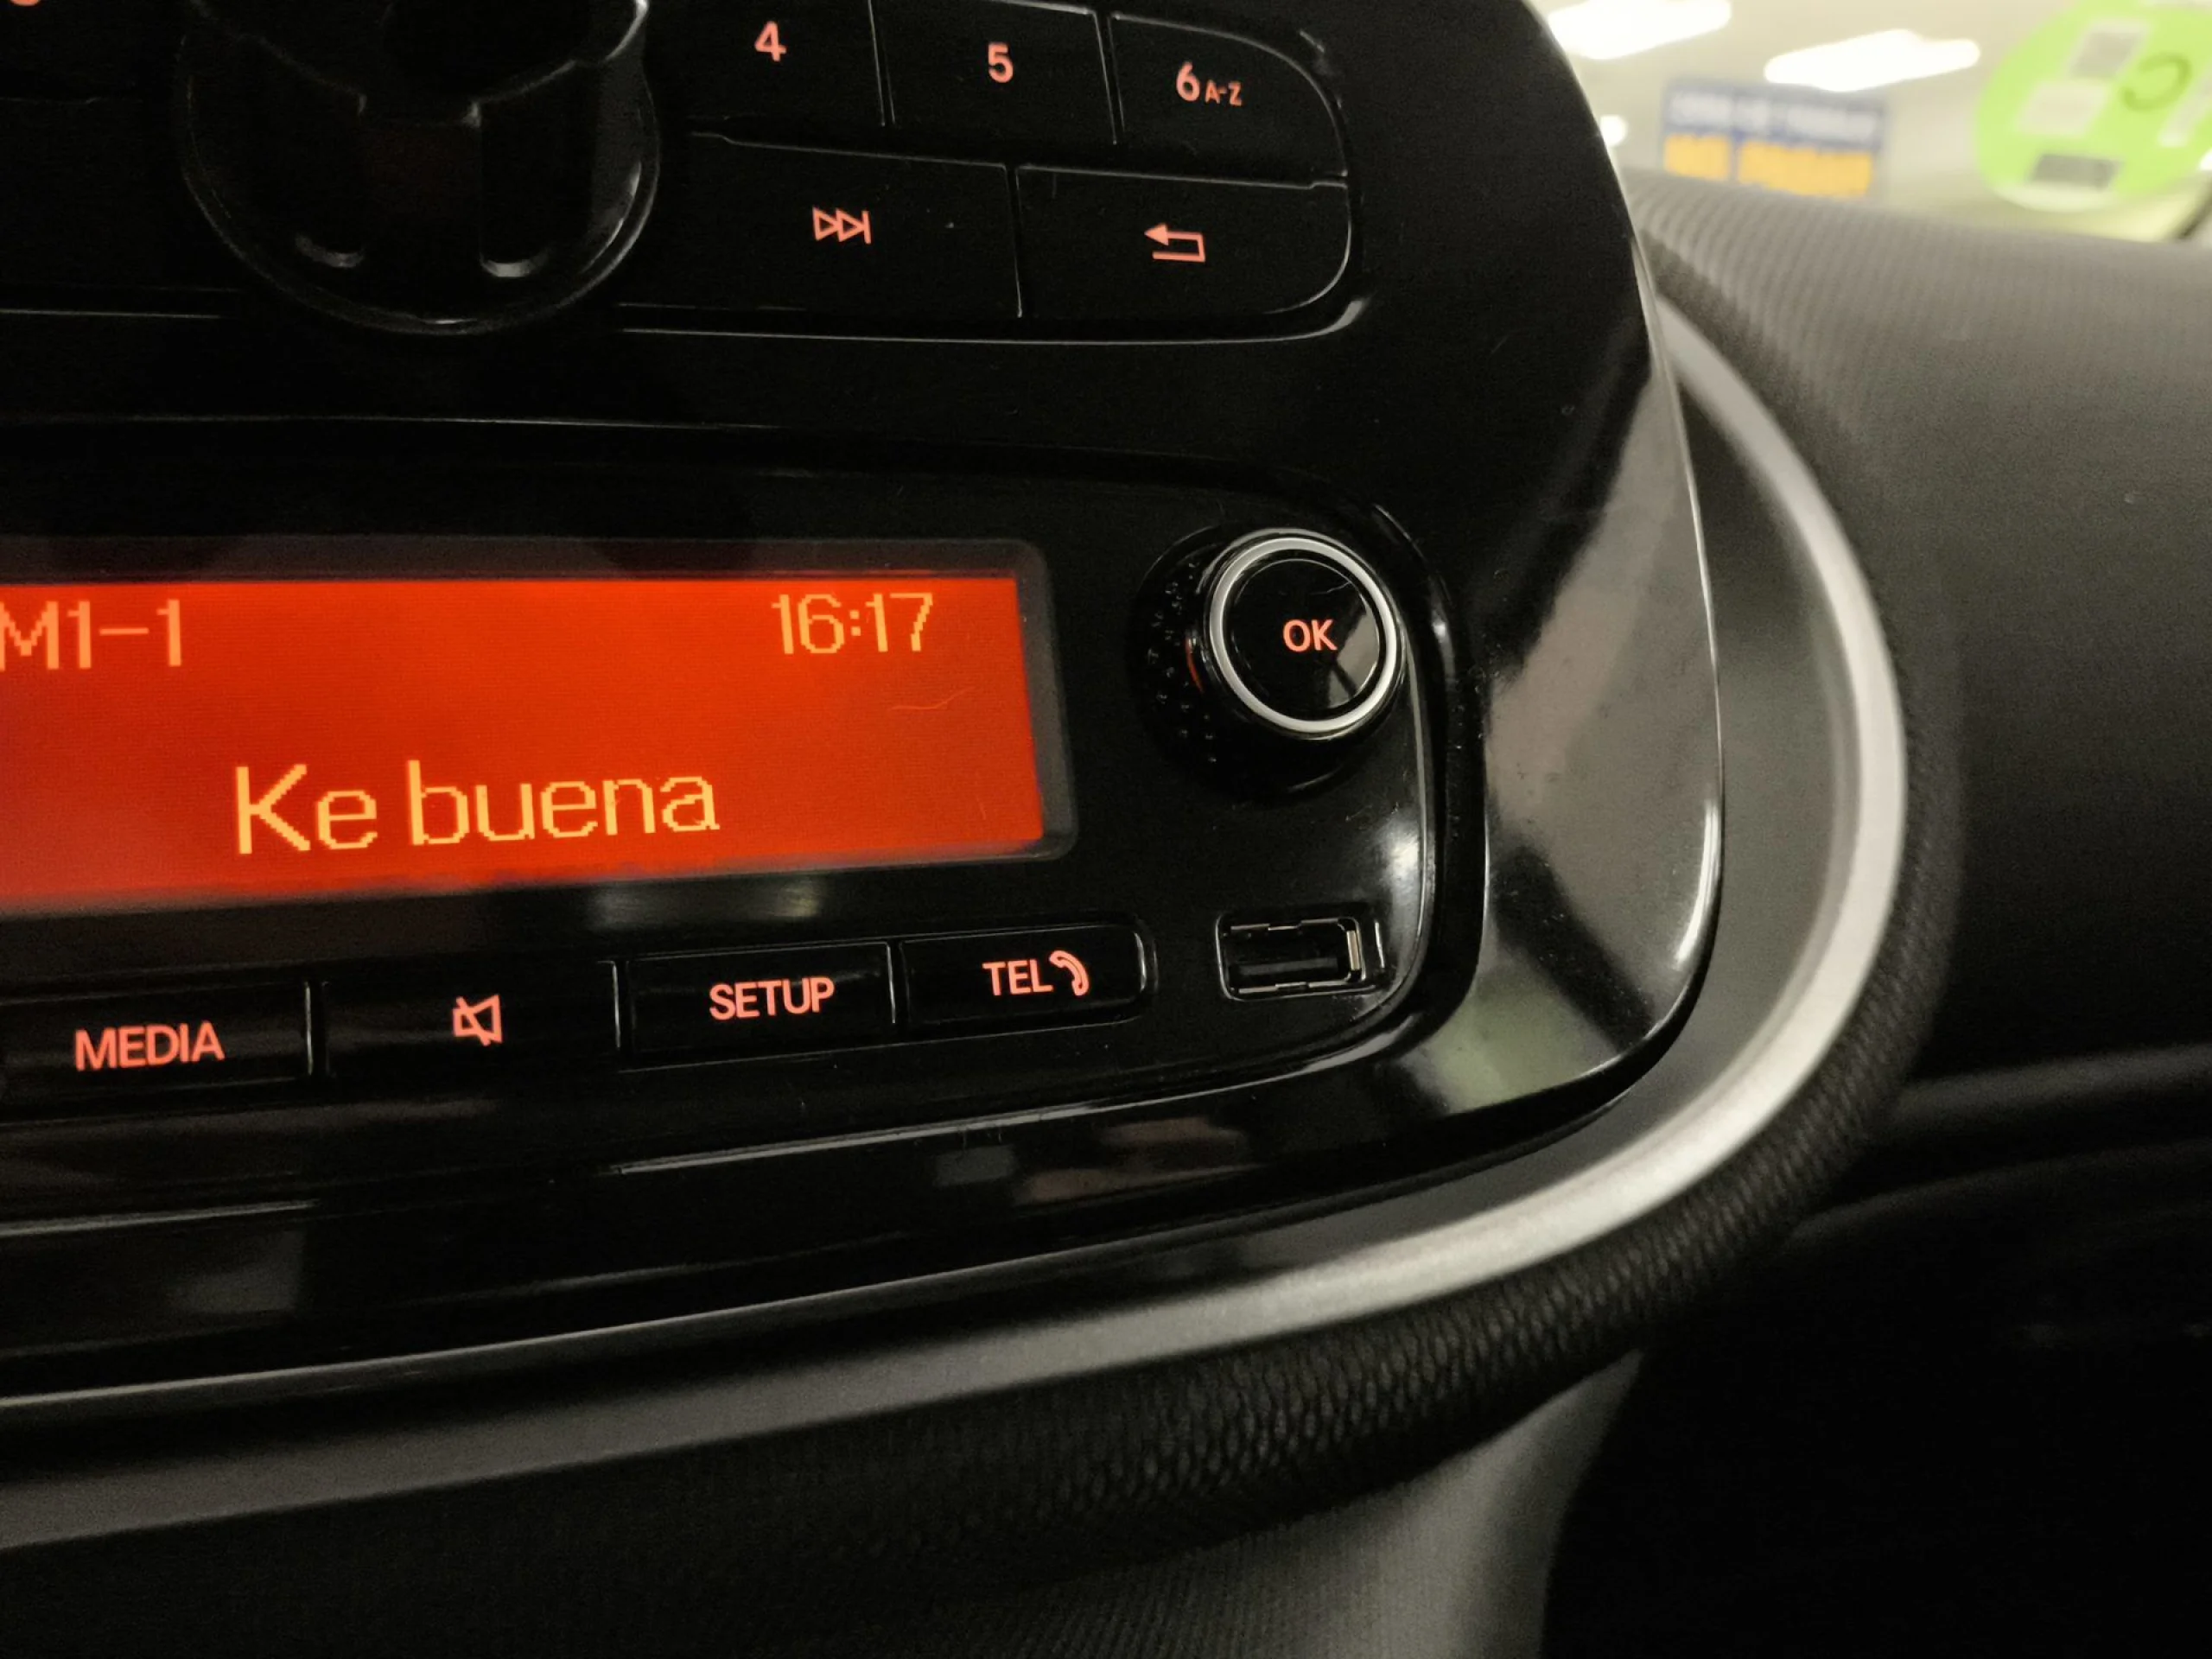 4
5
6 A-Z
M1-1
16:17
OK
Ke buena
MEDIA
SETUP
TEL